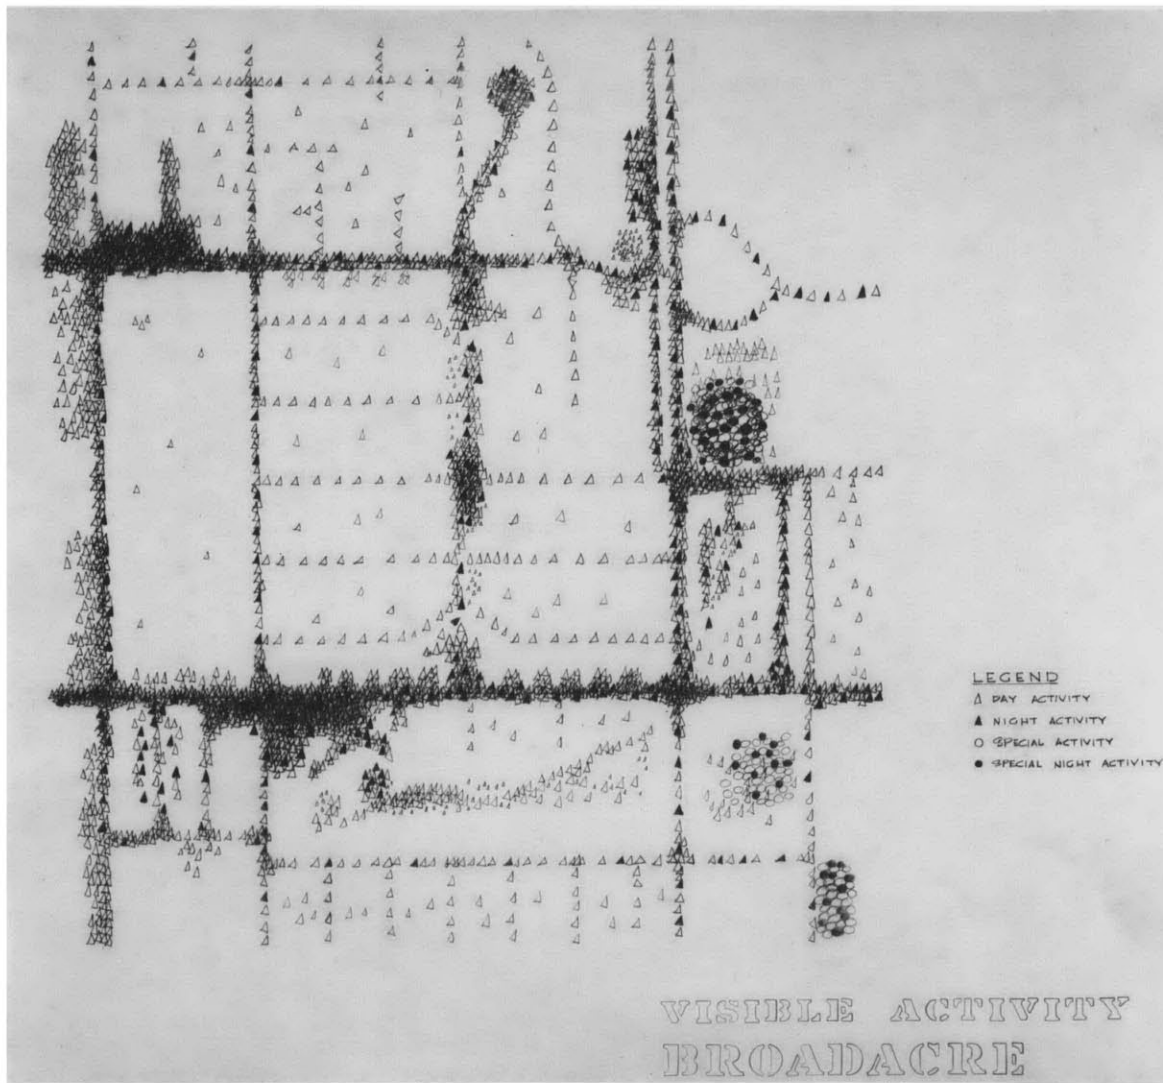 LEGEND
DAY ACTIVITY
NIGHT ACTIVITY
SPECIAL ACTIVITY
SPECIAL NIGHT ACTIVITY
VISIBLE ACTIVITY
BROADACRE